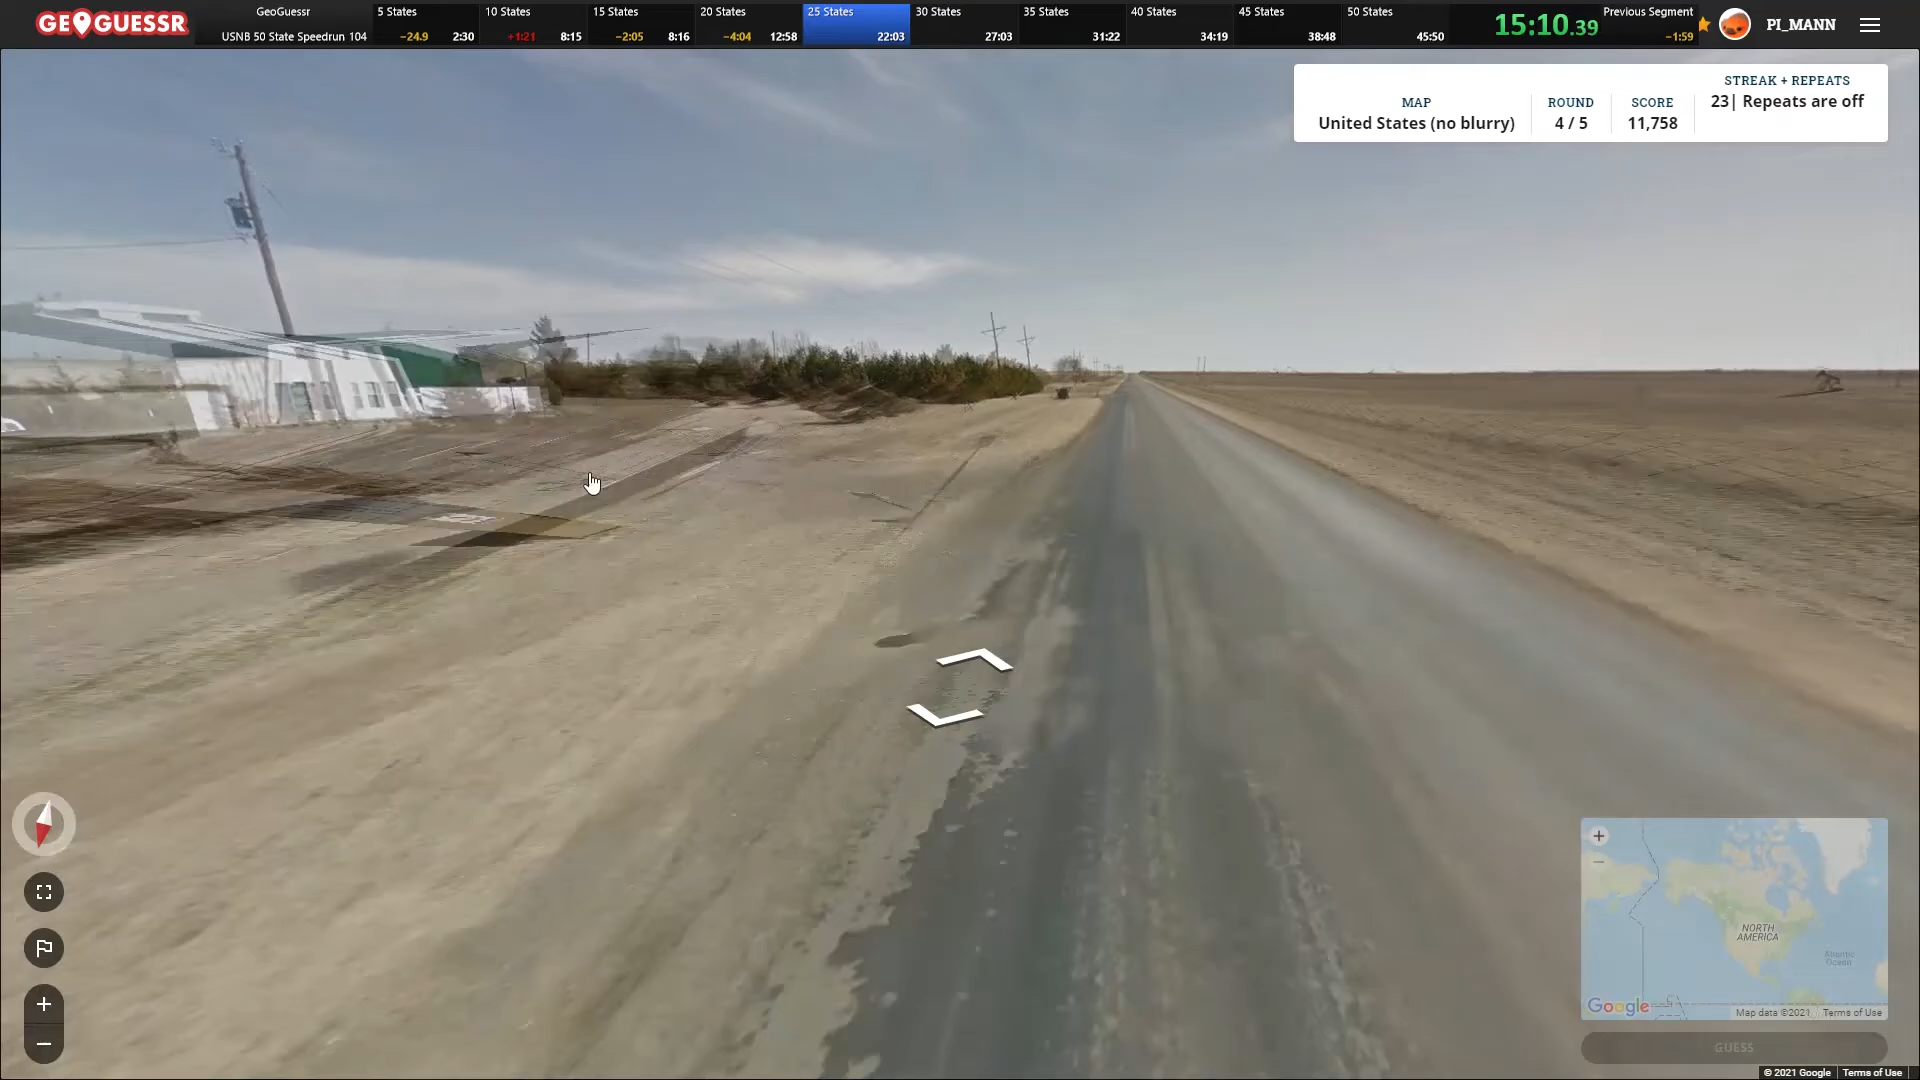 GEOGUESSR
GeoGuessr
USNB 50 State Speedrun 104
5 States
−24.9 2:30
10 States
+1:21 8:15
15 States
−2:05 8:16
20 States
−4:04 12:58
25 States
22:03
30 States
27:03
35 States
31:22
40 States
34:19
45 States
38:48
50 States
45:50
15:10.39
Previous Segment
−1:59
PI_MANN
MAP
United States (no blurry)
ROUND
4 / 5
SCORE
11,758
STREAK + REPEATS
23| Repeats are off
NORTH
AMERICA
Atlantic
Ocean
Google
Map data ©2021 Terms of Use
GUESS
© 2021 Google Terms of Use